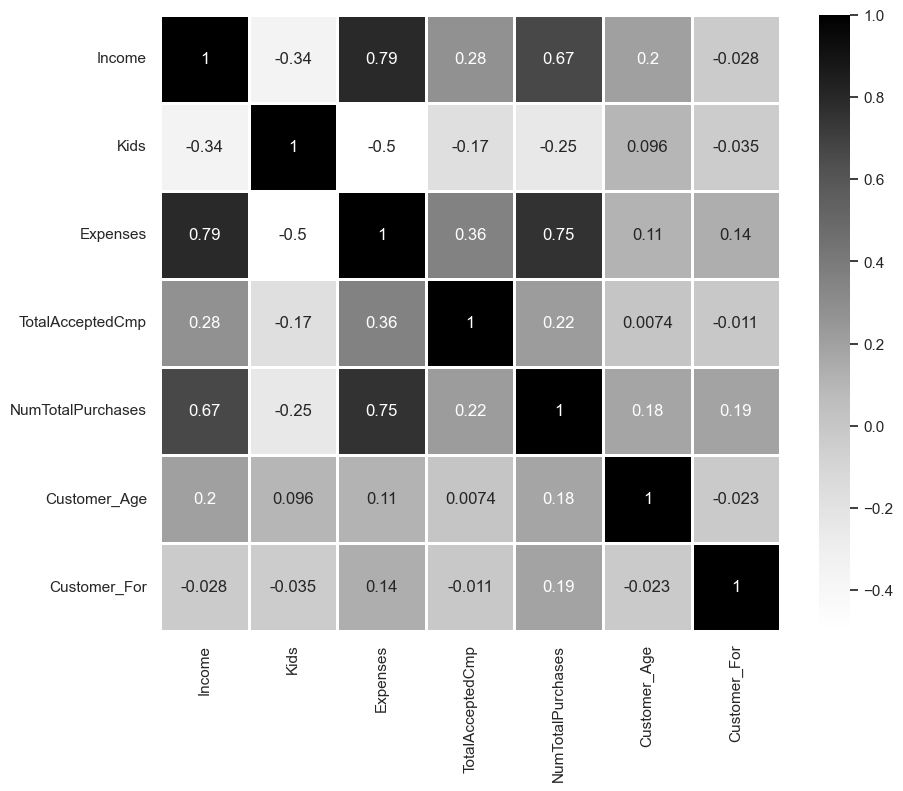 Income 1 -0.34 0.79 0.28 0.67 0.2 -0.028
Kids -0.34 1 -0.5 -0.17 -0.25 0.096 -0.035
Expenses 0.79 -0.5 1 0.36 0.75 0.11 0.14
TotalAcceptedCmp 0.28 -0.17 0.36 1 0.22 0.0074 -0.011
NumTotalPurchases 0.67 -0.25 0.75 0.22 1 0.18 0.19
Customer_Age 0.2 0.096 0.11 0.0074 0.18 1 -0.023
Customer_For -0.028 -0.035 0.14 -0.011 0.19 -0.023 1
Income
Kids
Expenses
TotalAcceptedCmp
NumTotalPurchases
Customer_Age
Customer_For
1.0
0.8
0.6
0.4
0.2
0.0
−0.2
−0.4